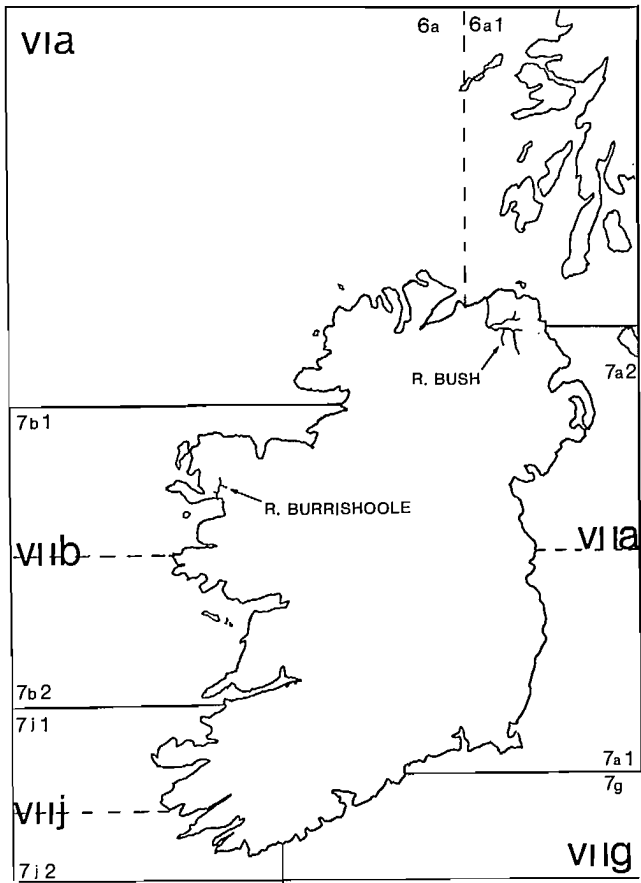 VIa
6a 6a1
R. BUSH
7a2
7b1
R. BURRISHOOLE
VIIb
VIIa
7b2
7j1
7a1
7g
VIIj
VIIg
7j2